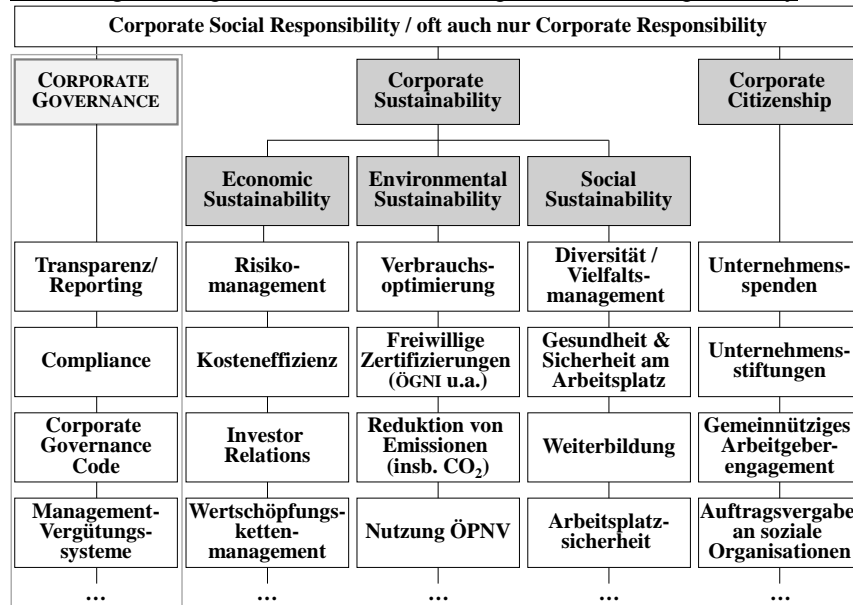 Corporate Social Responsibility / oft auch nur Corporate Responsibility
CORPORATE
GOVERNANCE
Corporate
Sustainability
Corporate
Citizenship
Economic
Sustainability
Environmental
Sustainability
Social
Sustainability
Transparenz/
Reporting
Risiko-
management
Verbrauchs-
optimierung
Diversität /
Vielfalts-
management
Unternehmens-
spenden
Compliance
Kosteneffizienz
Freiwillige
Zertifizierungen
(ÖGNI u.a.)
Gesundheit &
Sicherheit am
Arbeitsplatz
Unternehmens-
stiftungen
Corporate
Governance
Code
Investor
Relations
Reduktion von
Emissionen
(insb. CO₂)
Weiterbildung
Gemeinnütziges
Arbeitgeber-
engagement
Management-
Vergütungs-
systeme
Wertschöpfungs-
ketten-
management
Nutzung ÖPNV
Arbeitsplatz-
sicherheit
Auftragsvergabe
an soziale
Organisationen
...
...
...
...
...